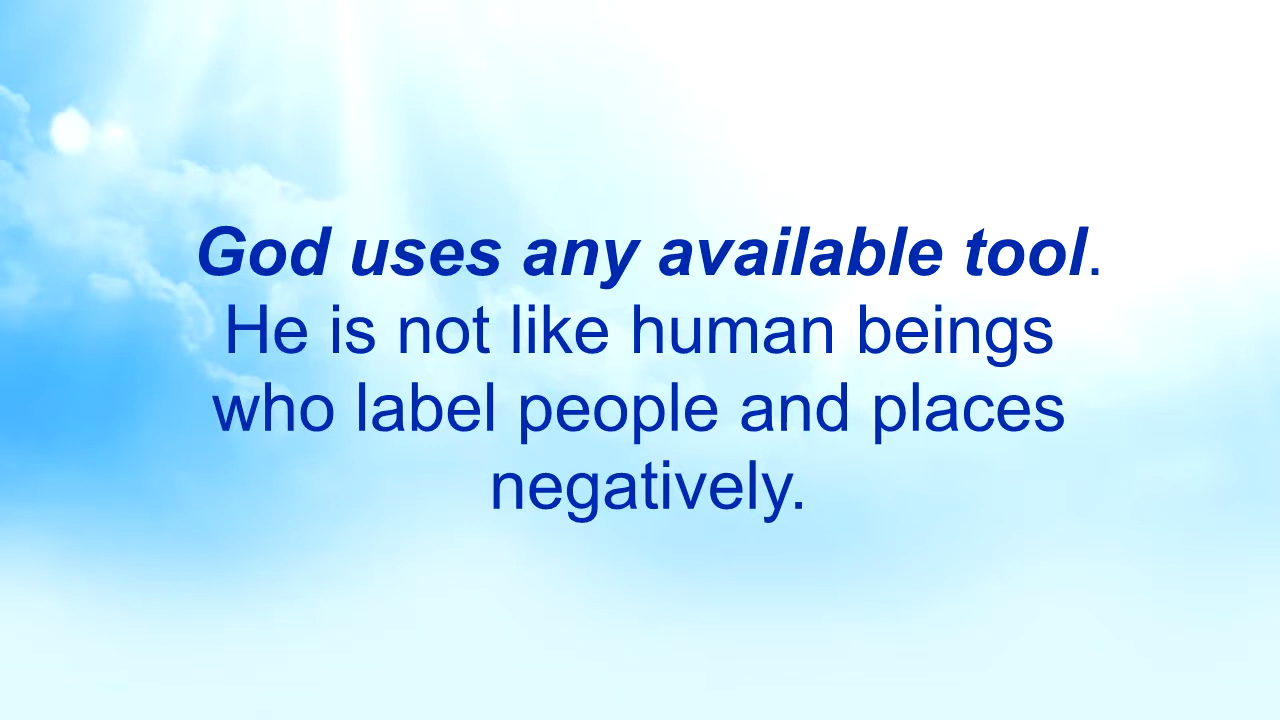 God uses any available tool.
He is not like human beings
who label people and places
negatively.